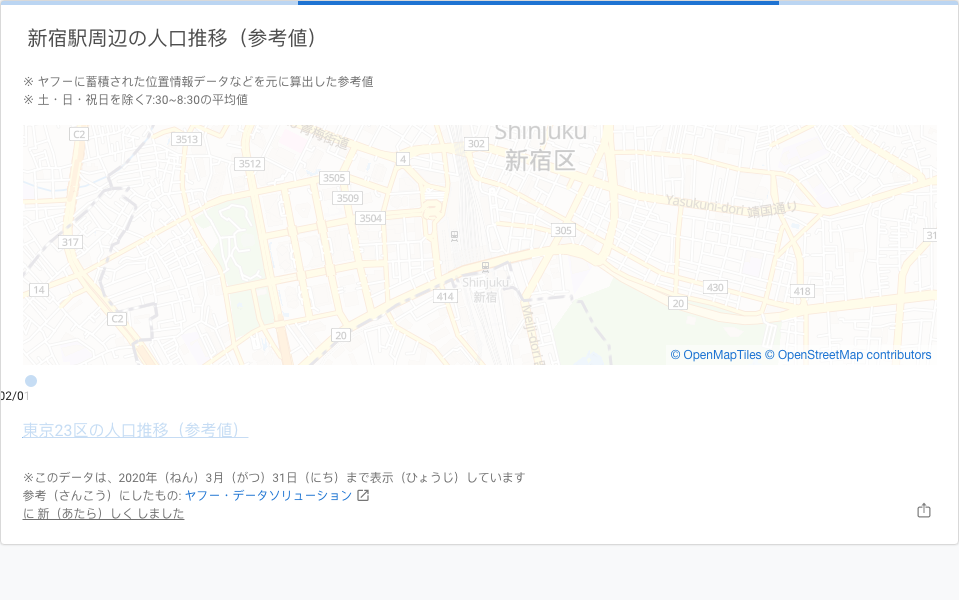 新宿駅周辺の人口推移（参考値）
※ ヤフーに蓄積された位置情報データなどを元に算出した参考値
※ 土・日・祝日を除く7:30~8:30の平均値
Shinjuku
新宿区
青梅街道
C2
3513
302
4
3512
3505
3509
3504
Yasukuni-dori 靖国通り
305
31
317
14
Shinjuku
新宿
414
430
418
20
C2
20
Meiji-dori
© OpenMapTiles © OpenStreetMap contributors
02/01
東京23区の人口推移（参考値）
※このデータは、2020年（ねん）3月（がつ）31日（にち）まで表示（ひょうじ）しています
参考（さんこう）にしたもの: ヤフー・データソリューション
に 新（あたら）しく しました